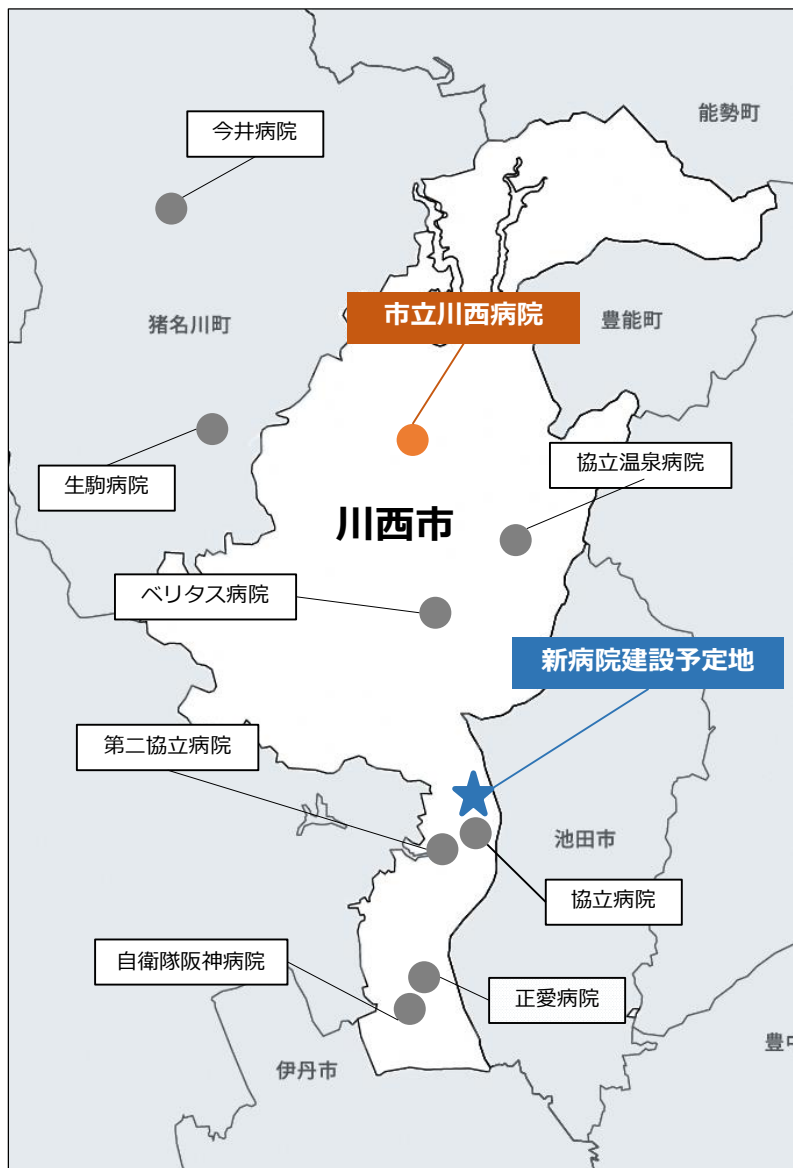 能勢町
今井病院
市立川西病院
豊能町
猪名川町
協立温泉病院
生駒病院
川西市
ベリタス病院
新病院建設予定地
第二協立病院
池田市
協立病院
自衛隊阪神病院
正愛病院
豊中
伊丹市